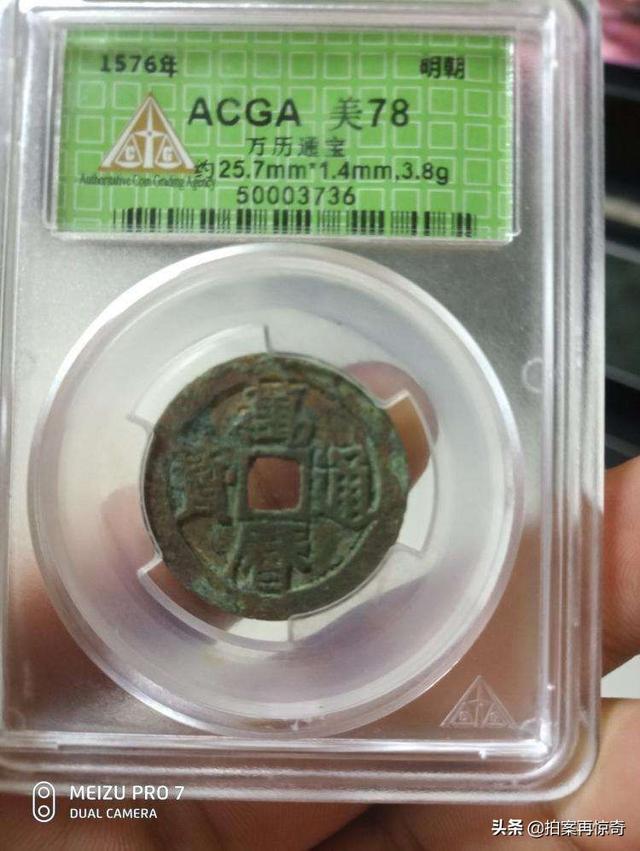 1576年 明朝
ACGA 美78
万历通宝
约25.7mm*1.4mm,3.8g
Authoritative Coin Grading Agency
50003736
萬
寶 通
曆
MEIZU PRO 7
DUAL CAMERA
头条 @拍案再惊奇